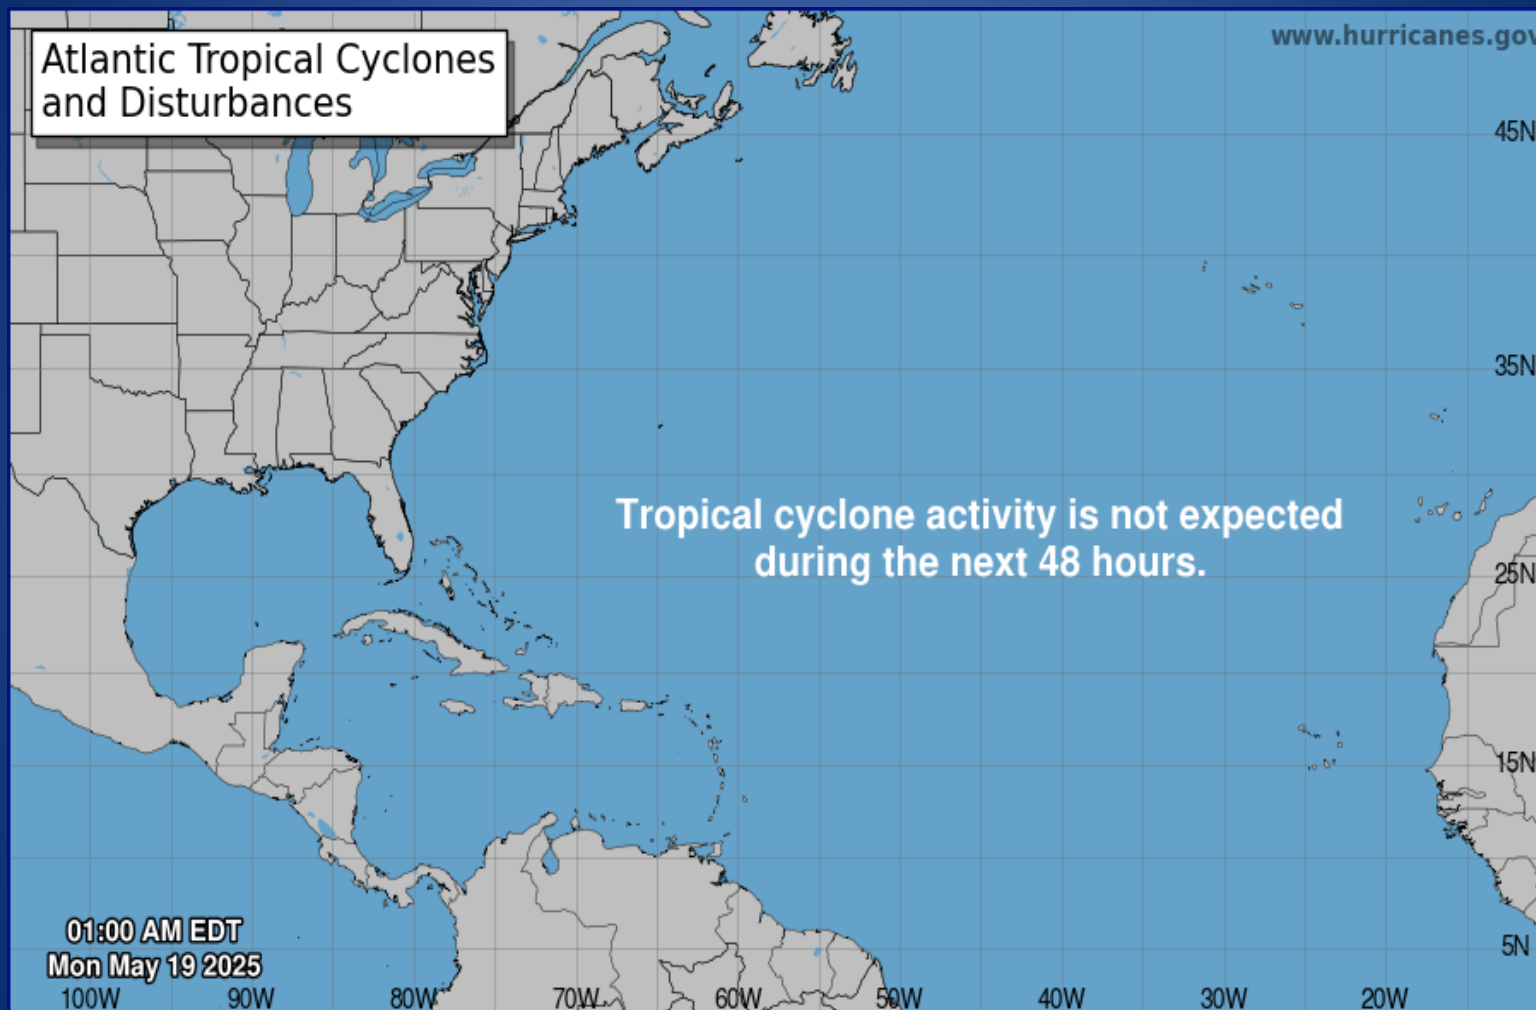 Atlantic Tropical Cyclones
and Disturbances
www.hurricanes.gov
45N
35N
Tropical cyclone activity is not expected
during the next 48 hours.
25N
15N
01:00 AM EDT
Mon May 19 2025
5N
100W 90W 80W 70W 60W 50W 40W 30W 20W